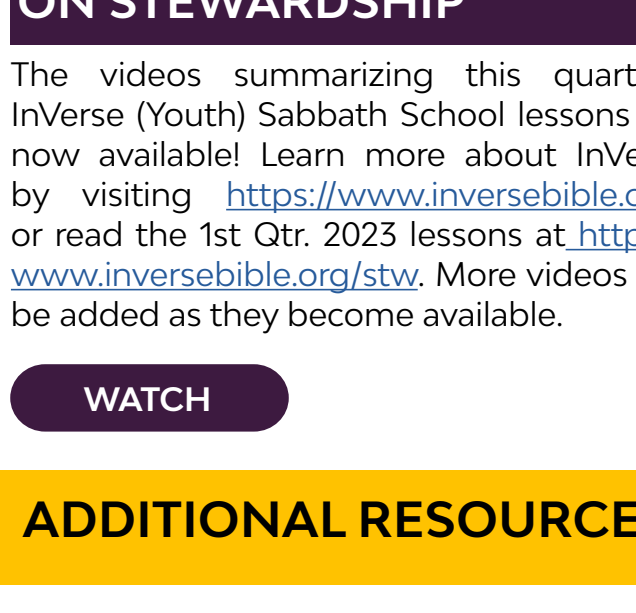 ON STEWARDSHIP
The videos summarizing this quart
InVerse (Youth) Sabbath School lessons
now available! Learn more about InVe
by visiting https://www.inversebible.o
or read the 1st Qtr. 2023 lessons at http
www.inversebible.org/stw. More videos
be added as they become available.
WATCH
ADDITIONAL RESOURCE